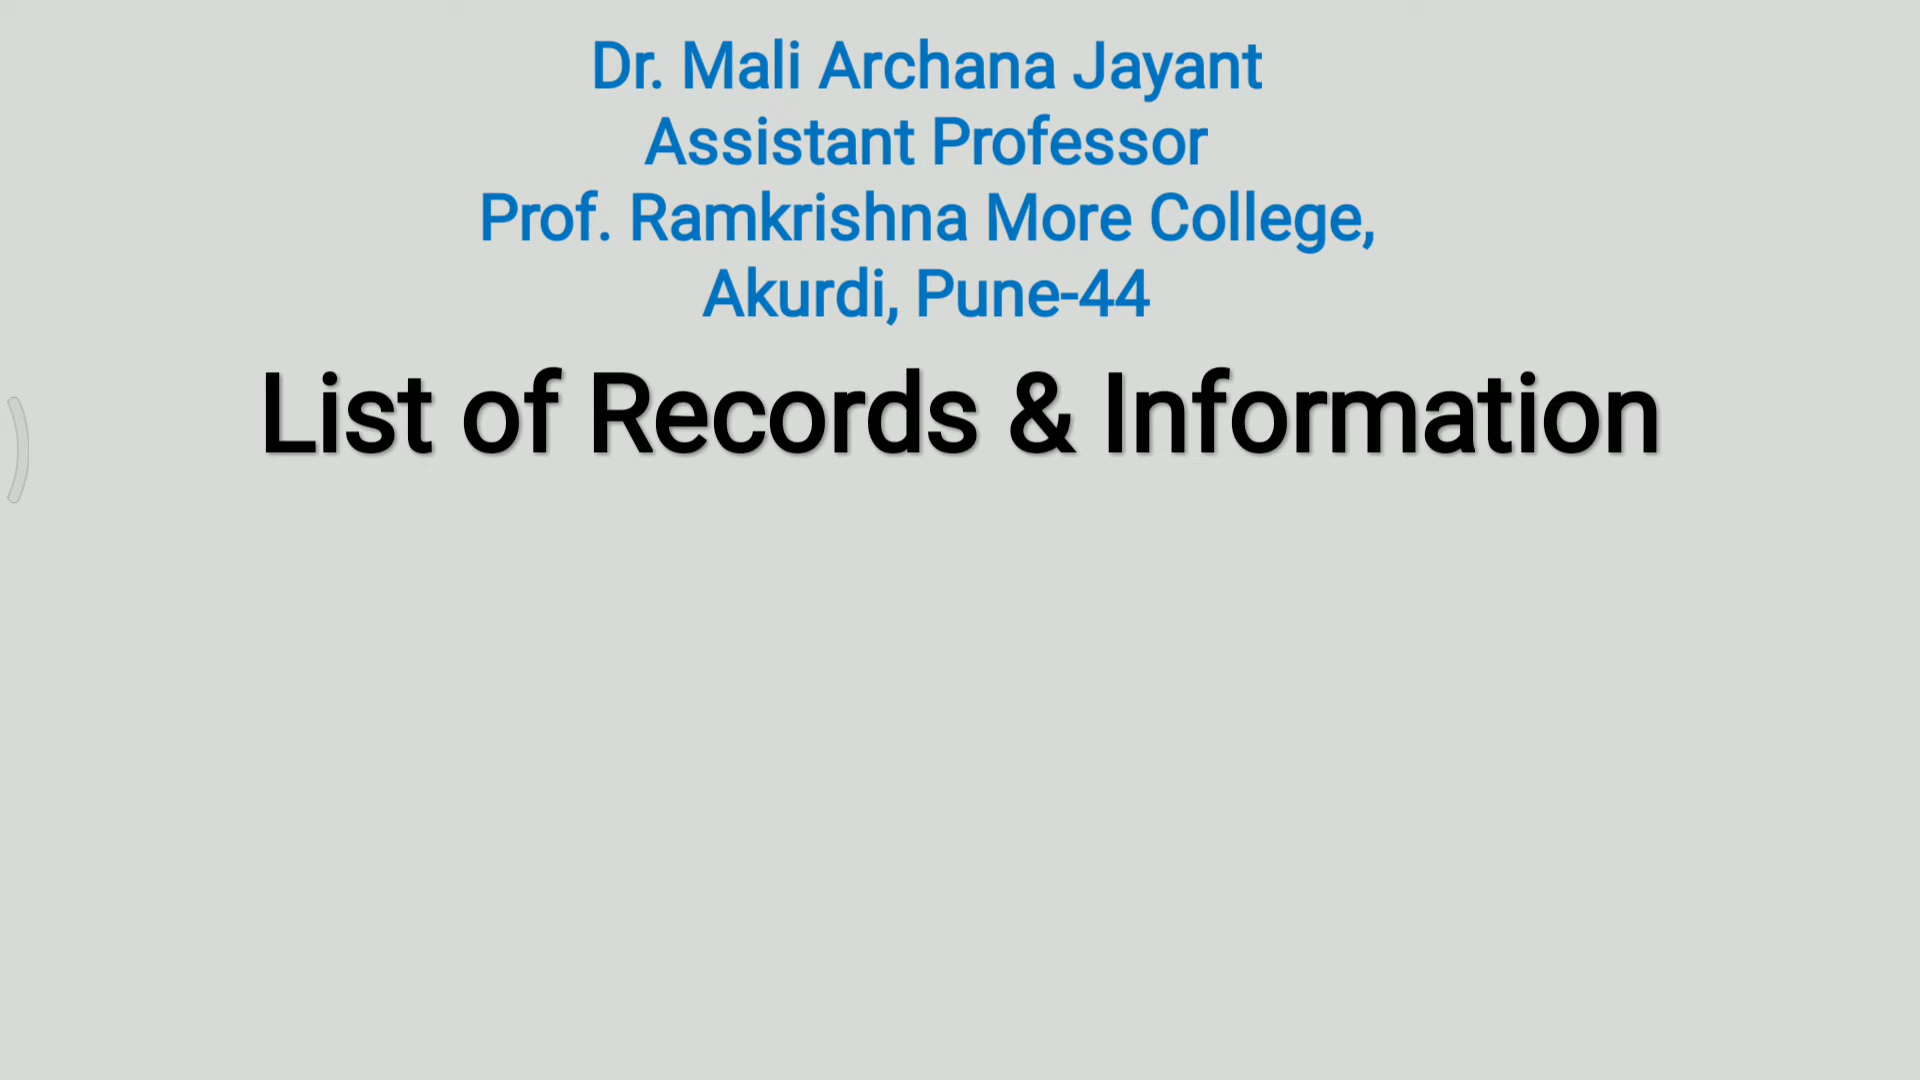 Dr. Mali Archana Jayant
Assistant Professor
Prof. Ramkrishna More College,
Akurdi, Pune-44
List of Records & Information